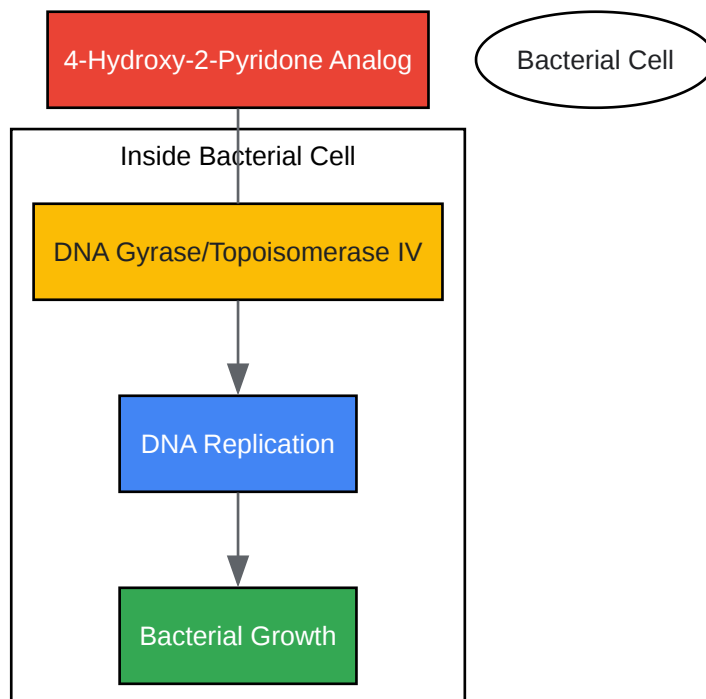 4-Hydroxy-2-Pyridone Analog
Bacterial Cell
Inside Bacterial Cell
DNA Gyrase/Topoisomerase IV
DNA Replication
Bacterial Growth